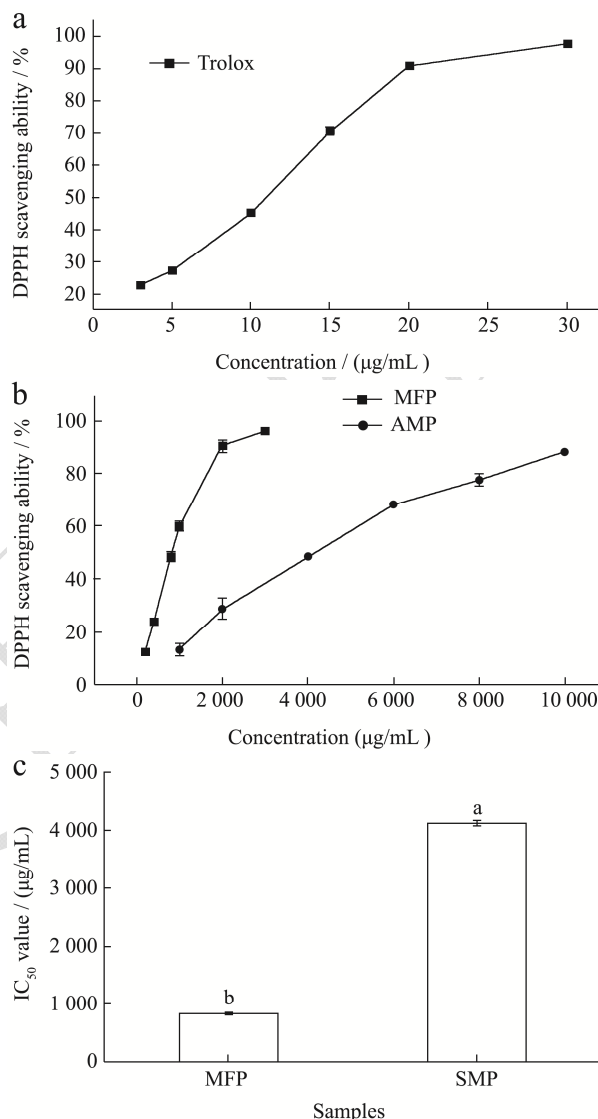 a
100
90
80
70
60
50
40
30
20
DPPH scavenging ability / %
Trolox
0 5 10 15 20 25 30
Concentration / (μg/mL )
b
MFP
AMP
100
80
60
40
20
0
DPPH scavenging ability / %
0 2 000 4 000 6 000 8 000 10 000
Concentration (μg/mL )
c
5 000
4 000
3 000
2 000
1 000
0
IC50 value / (μg/mL)
b
a
MFP SMP
Samples